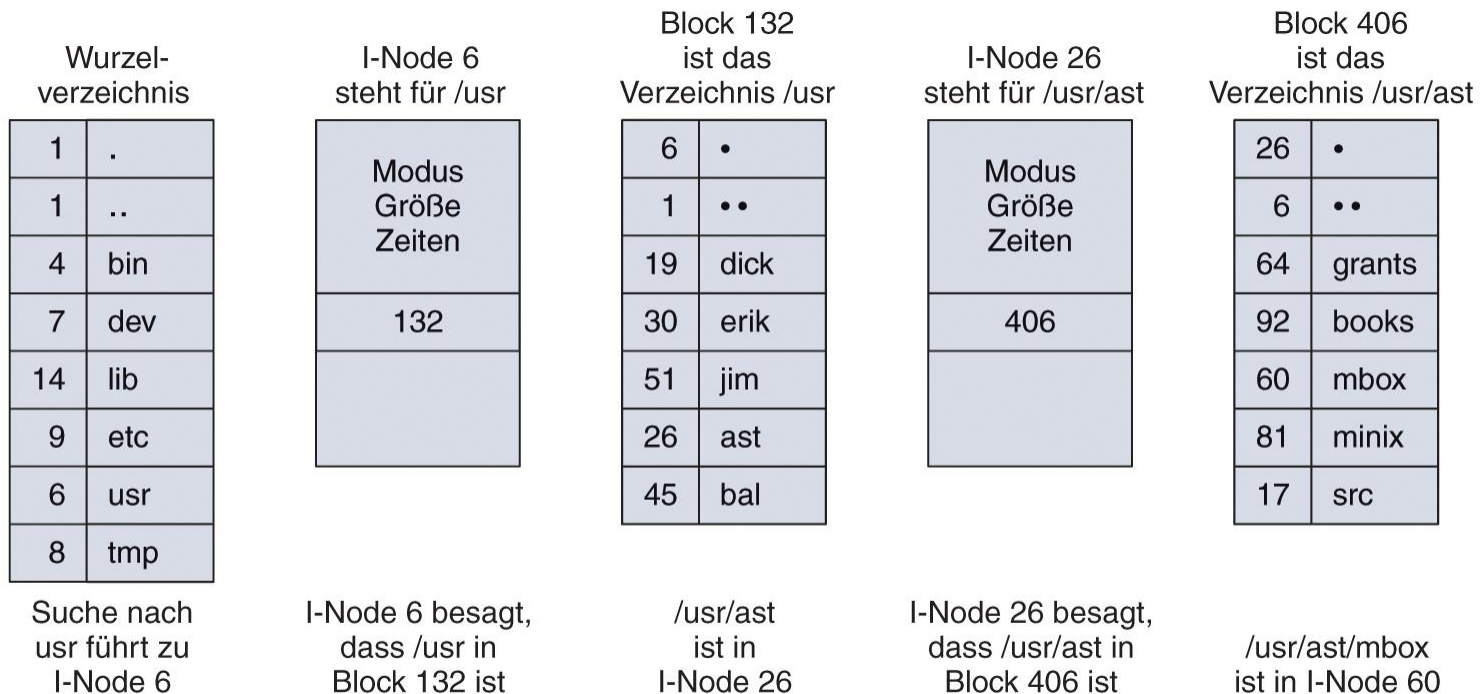 Wurzel-
verzeichnis
1 .
1 ..
4 bin
7 dev
14 lib
9 etc
6 usr
8 tmp
Suche nach
usr führt zu
I-Node 6
I-Node 6
steht für /usr
Modus
Größe
Zeiten
132
I-Node 6 besagt,
dass /usr in
Block 132 ist
Block 132
ist das
Verzeichnis /usr
6 •
1 ••
19 dick
30 erik
51 jim
26 ast
45 bal
/usr/ast
ist in
I-Node 26
I-Node 26
steht für /usr/ast
Modus
Größe
Zeiten
406
I-Node 26 besagt,
dass /usr/ast in
Block 406 ist
Block 406
ist das
Verzeichnis /usr/ast
26 •
6 ••
64 grants
92 books
60 mbox
81 minix
17 src
/usr/ast/mbox
ist in I-Node 60